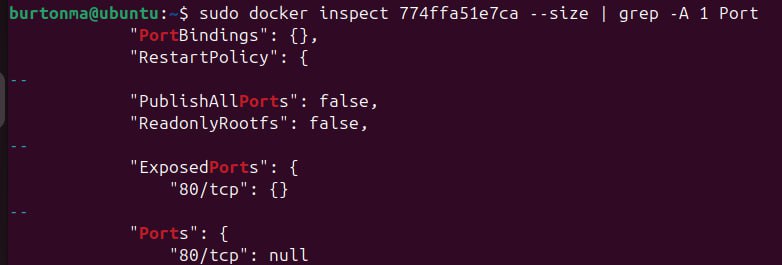 burtonma@ubuntu:~$ sudo docker inspect 774ffa51e7ca --size | grep -A 1 Port
            "PortBindings": {},
            "RestartPolicy": {
--
            "PublishAllPorts": false,
            "ReadonlyRootfs": false,
--
            "ExposedPorts": {
                "80/tcp": {}
--
            "Ports": {
                "80/tcp": null